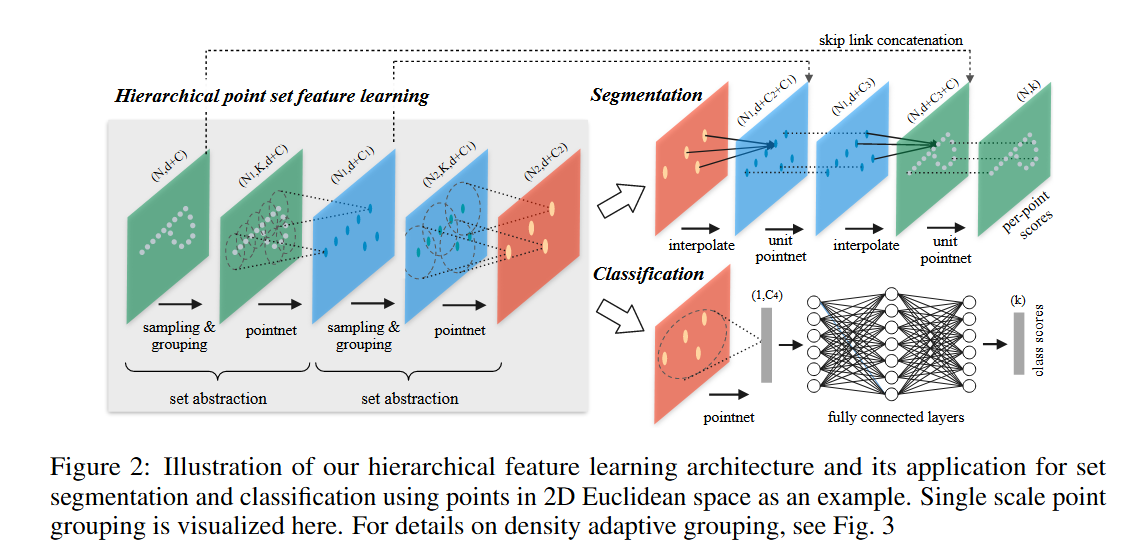 skip link concatenation
Hierarchical point set feature learning
Segmentation
(N,d+C)
(N1,K,d+C)
(N1,d+C1)
(N2,K,d+C1)
(N2,d+C2)
(N1,d+C2+C1)
(N1,d+C3)
(N,d+C3+C)
(N,k)
per-point
scores
interpolate
unit
pointnet
interpolate
unit
pointnet
sampling &
grouping
pointnet
sampling &
grouping
pointnet
set abstraction
set abstraction
Classification
(1,C4)
(k)
class scores
pointnet
fully connected layers
Figure 2: Illustration of our hierarchical feature learning architecture and its application for set
segmentation and classification using points in 2D Euclidean space as an example. Single scale point
grouping is visualized here. For details on density adaptive grouping, see Fig. 3